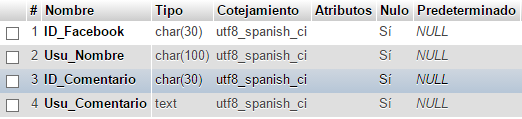 # Nombre Tipo Cotejamiento Atributos Nulo Predeterminado
1 ID_Facebook char(30) utf8_spanish_ci Sí NULL
2 Usu_Nombre char(100) utf8_spanish_ci Sí NULL
3 ID_Comentario char(30) utf8_spanish_ci Sí NULL
4 Usu_Comentario text utf8_spanish_ci Sí NULL